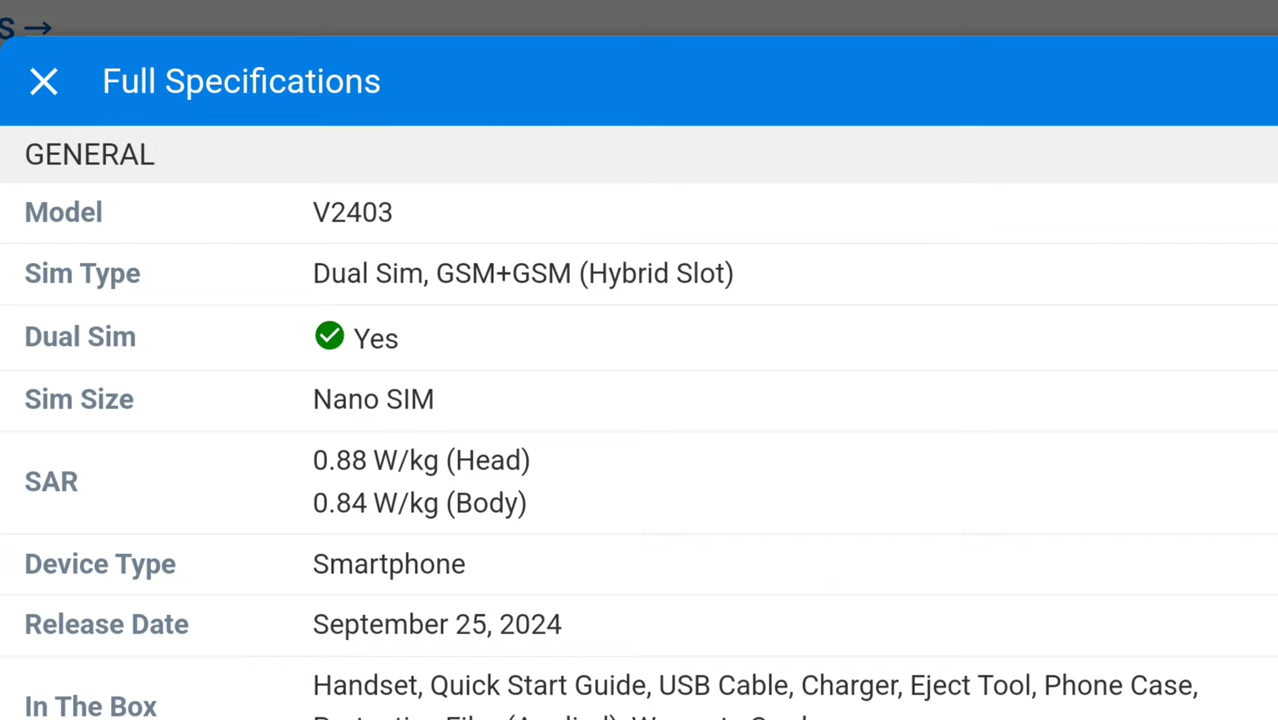 S →
Full Specifications
GENERAL
Model V2403
Sim Type Dual Sim, GSM+GSM (Hybrid Slot)
Dual Sim Yes
Sim Size Nano SIM
SAR 0.88 W/kg (Head)
0.84 W/kg (Body)
Device Type Smartphone
Release Date September 25, 2024
In The Box Handset, Quick Start Guide, USB Cable, Charger, Eject Tool, Phone Case,